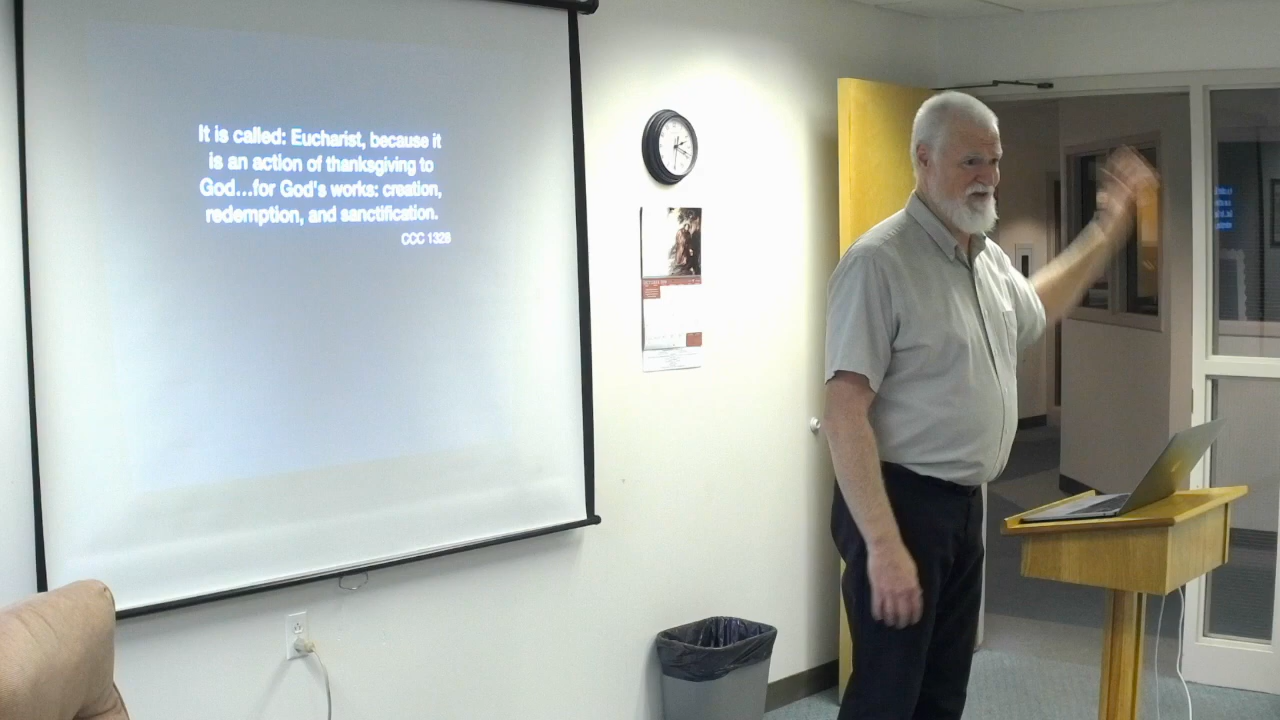 It is called: Eucharist, because it
is an action of thanksgiving to
God...for God's works: creation,
redemption, and sanctification.
CCC 1328